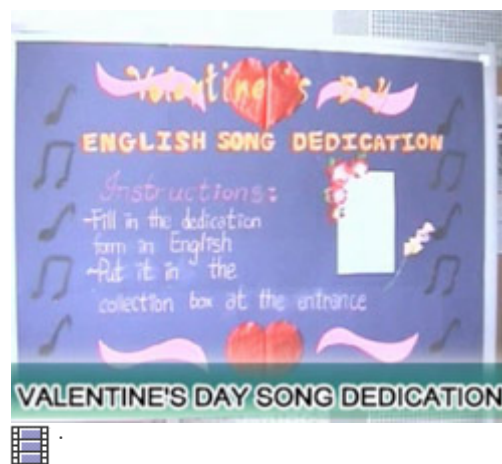 Valentine's Day
ENGLISH SONG DEDICATION
Instructions:
~Fill in the dedication
form in English
~Put it in the
collection box at the entrance
VALENTINE'S DAY SONG DEDICATION